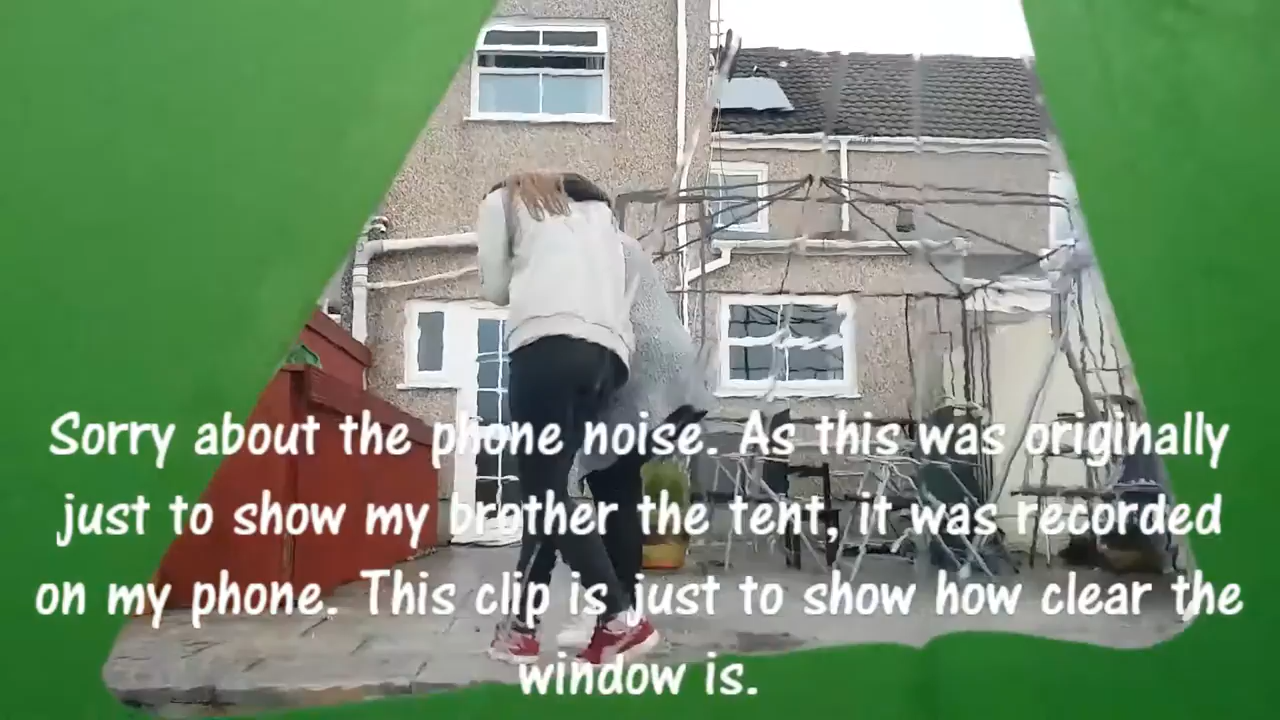 Sorry about the phone noise. As this was originally
just to show my brother the tent, it was recorded
on my phone. This clip is just to show how clear the
window is.